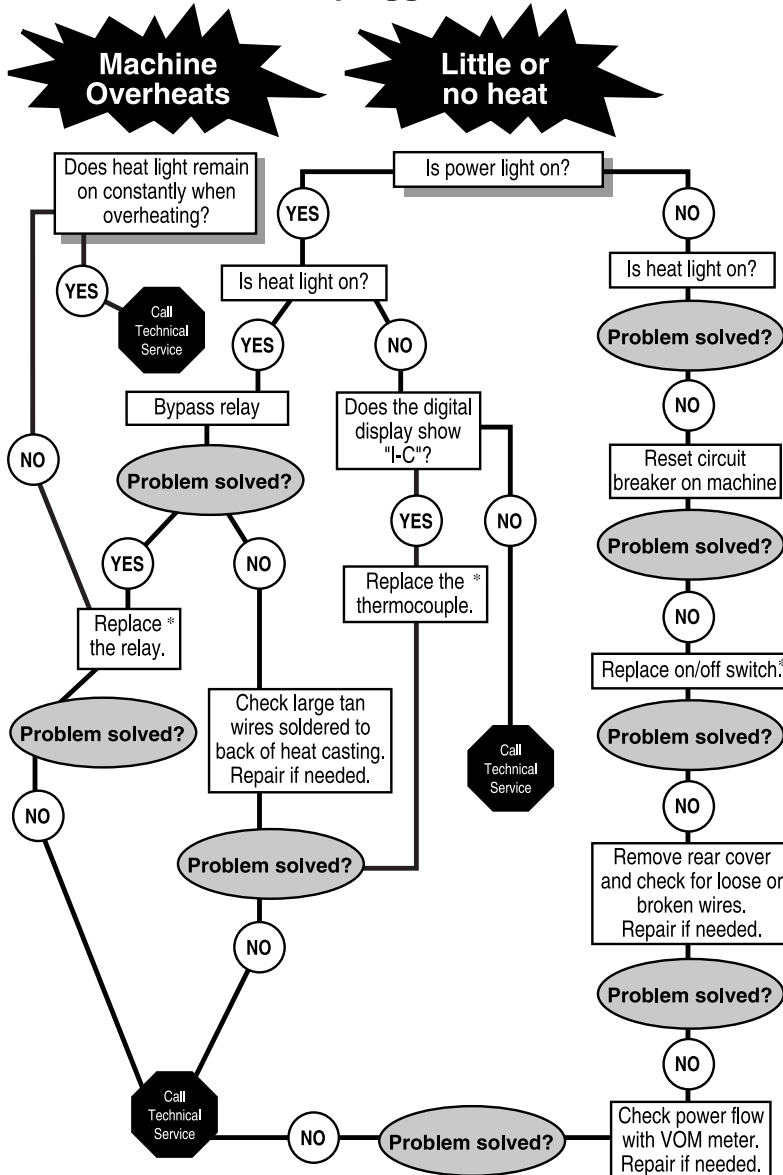 Machine
Overheats
Little or
no heat
Does heat light remain
on constantly when
overheating?
Is power light on?
YES
NO
YES
Call
Technical
Service
Is heat light on?
Is heat light on?
Problem solved?
YES
NO
NO
Bypass relay
Does the digital
display show
"I-C"?
NO
Reset circuit
breaker on machine
Problem solved?
YES
NO
Problem solved?
YES
NO
Replace the *
thermocouple.
NO
Replace *
the relay.
Replace on/off switch.*
Problem solved?
Check large tan
wires soldered to
back of heat casting.
Repair if needed.
Call
Technical
Service
Problem solved?
NO
NO
Problem solved?
Remove rear cover
and check for loose or
broken wires.
Repair if needed.
NO
Problem solved?
NO
Call
Technical
Service
NO
Problem solved?
Check power flow
with VOM meter.
Repair if needed.